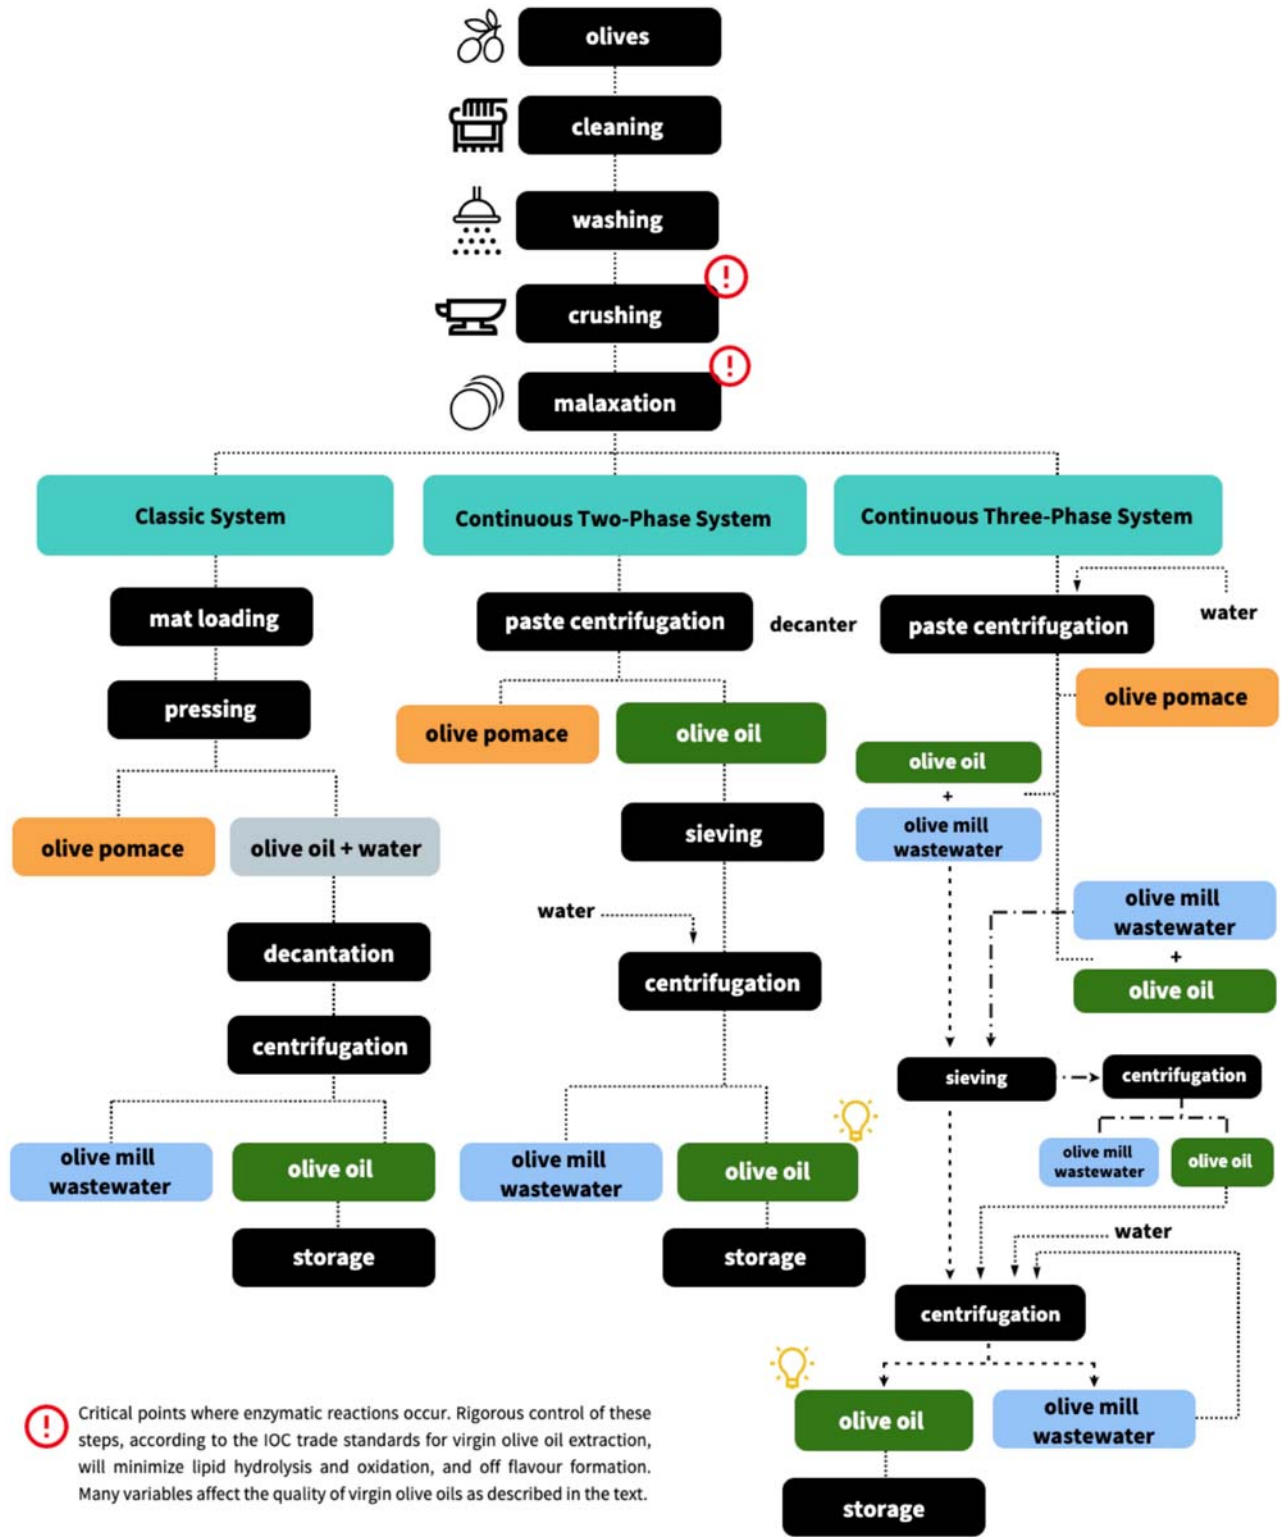 olives
cleaning
washing
!
crushing
!
malaxation
Classic System
Continuous Two-Phase System
Continuous Three-Phase System
mat loading
pressing
olive pomace
olive oil + water
decantation
centrifugation
olive mill
wastewater
olive oil
storage
paste centrifugation
decanter
olive pomace
olive oil
sieving
water
centrifugation
olive mill
wastewater
olive oil
storage
water
paste centrifugation
olive pomace
olive oil
+
olive mill
wastewater
olive mill
wastewater
+
olive oil
sieving
centrifugation
olive mill
wastewater
olive oil
water
centrifugation
olive oil
olive mill
wastewater
storage
!
Critical points where enzymatic reactions occur. Rigorous control of these
steps, according to the IOC trade standards for virgin olive oil extraction,
will minimize lipid hydrolysis and oxidation, and off flavour formation.
Many variables affect the quality of virgin olive oils as described in the text.